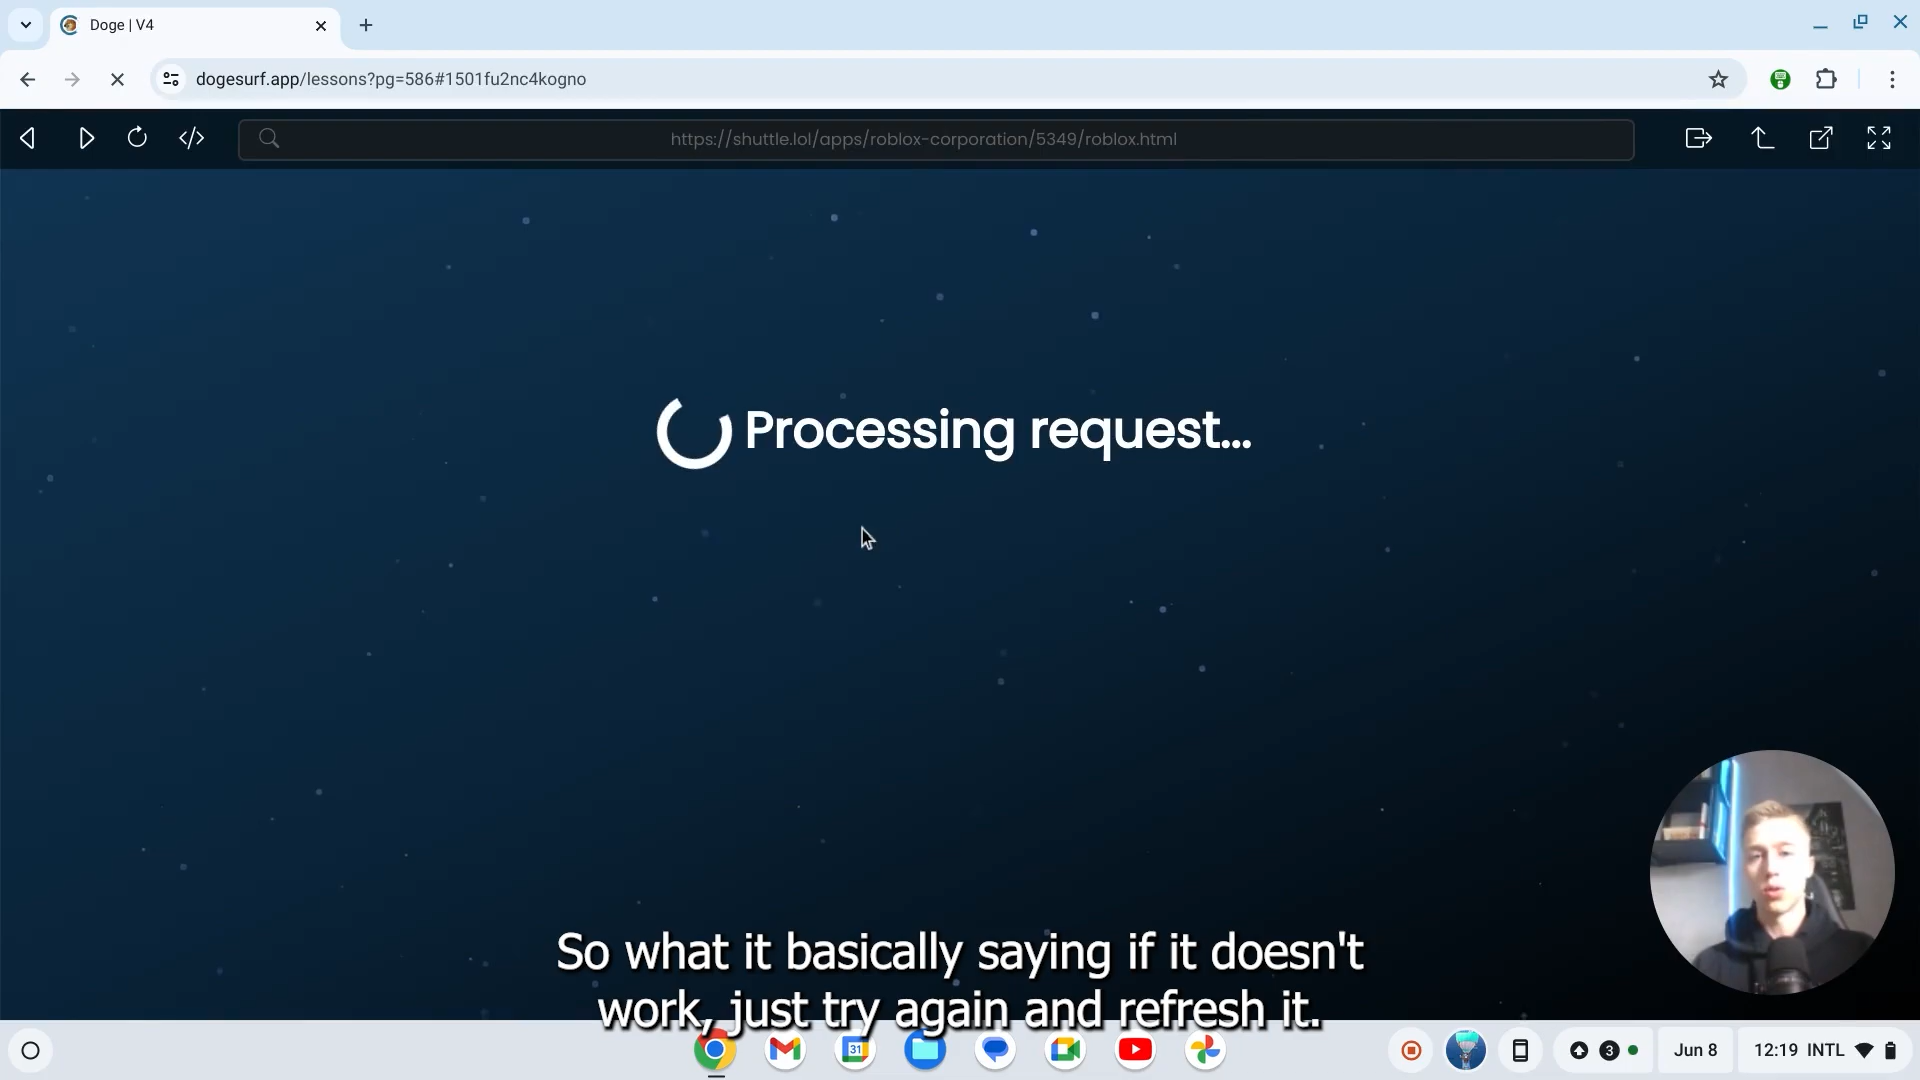 Doge | V4
dogesurf.app/lessons?pg=586#1501fu2nc4kogno
https://shuttle.lol/apps/roblox-corporation/5349/roblox.html
Processing request...
So what it basically saying if it doesn't
work, just try again and refresh it.
31
3
Jun 8
12:19 INTL